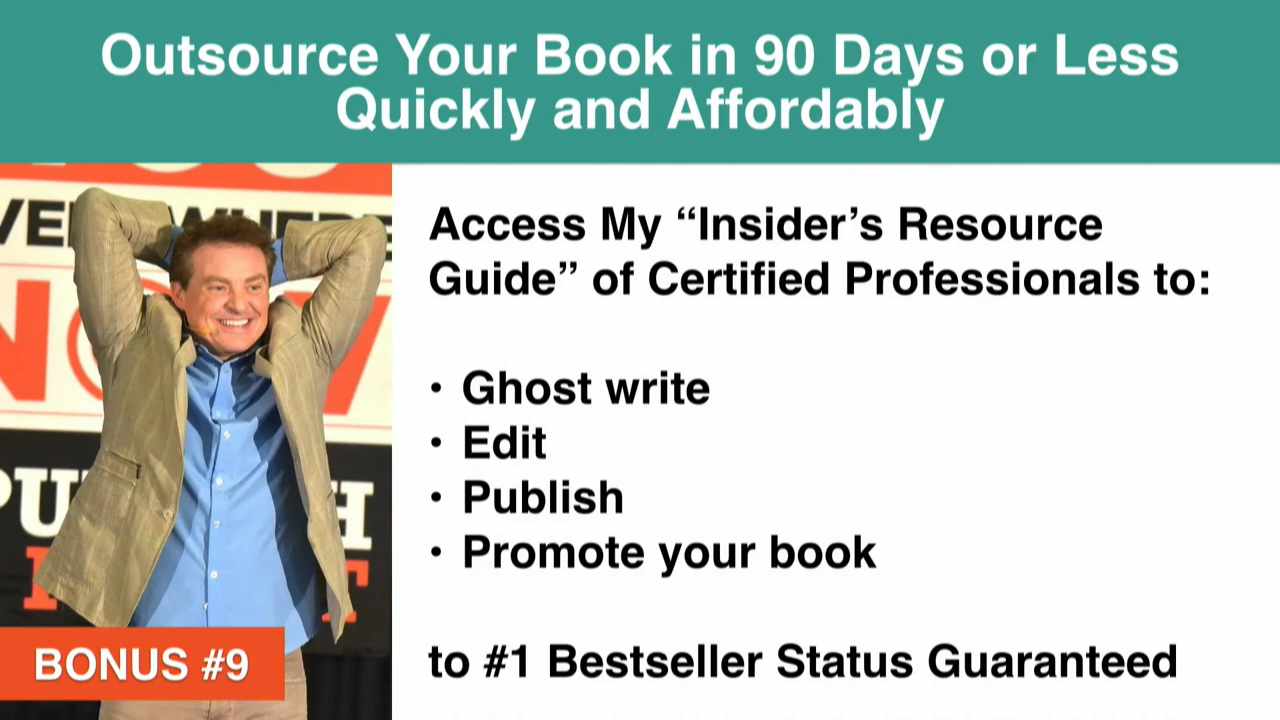 Outsource Your Book in 90 Days or Less
Quickly and Affordably
Access My “Insider’s Resource
Guide” of Certified Professionals to:
• Ghost write
• Edit
• Publish
• Promote your book
to #1 Bestseller Status Guaranteed
BONUS #9